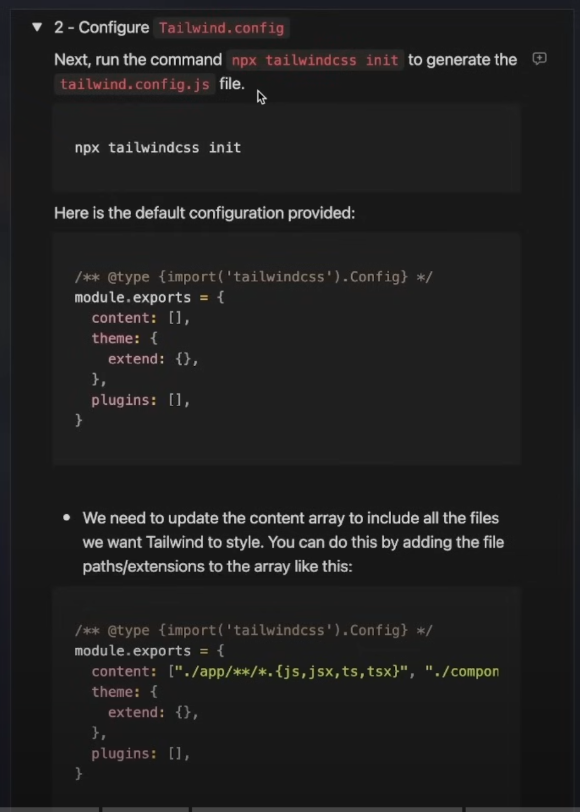 2 - Configure Tailwind.config
Next, run the command npx tailwindcss init to generate the
tailwind.config.js file.
npx tailwindcss init
Here is the default configuration provided:
/** @type {import('tailwindcss').Config} */
module.exports = {
  content: [],
  theme: {
    extend: {},
  },
  plugins: [],
}
• We need to update the content array to include all the files
we want Tailwind to style. You can do this by adding the file
paths/extensions to the array like this:
/** @type {import('tailwindcss').Config} */
module.exports = {
  content: ["./app/**/*.{js,jsx,ts,tsx}", "./compon
  theme: {
    extend: {},
  },
  plugins: [],
}